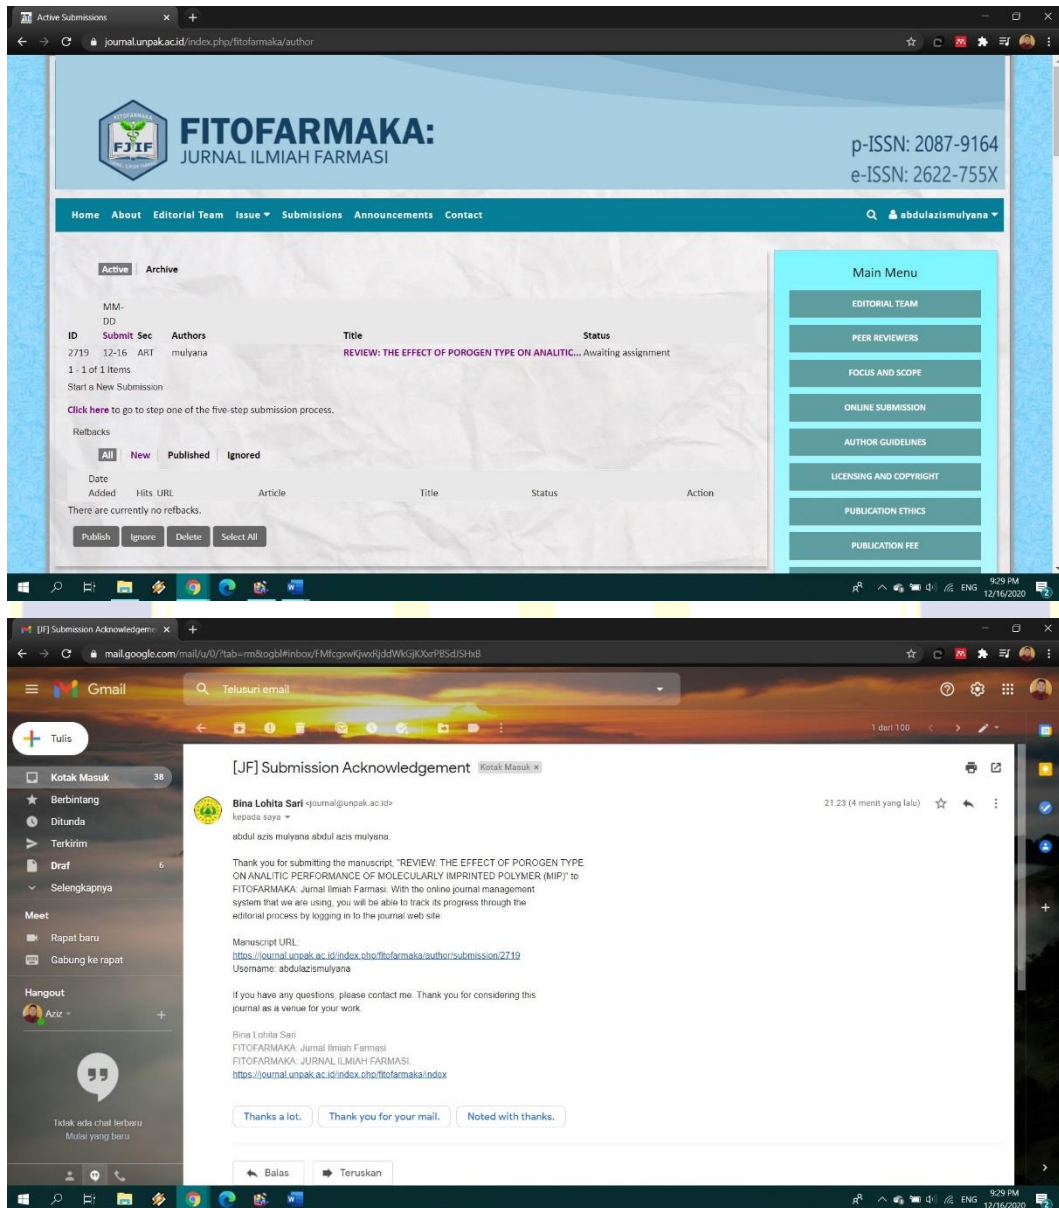 Active Submissions
journal.unpak.ac.id/index.php/fitofarmaka/author
FITOFARMAKA
FJIF
FITOFARMAKA:
JURNAL ILMIAH FARMASI
p-ISSN: 2087-9164
e-ISSN: 2622-755X
Home About Editorial Team Issue Submissions Announcements Contact abdulazismulyana
Active Archive
MM-
DD
ID Submit Sec Authors Title Status
2719 12-16 ART mulyana REVIEW: THE EFFECT OF POROGEN TYPE ON ANALITIC... Awaiting assignment
1 - 1 of 1 Items
Start a New Submission
Click here to go to step one of the five-step submission process.
Refbacks
All New Published Ignored
Date
Added Hits URL Article Title Status Action
There are currently no refbacks.
Publish Ignore Delete Select All
Main Menu
EDITORIAL TEAM
PEER REVIEWERS
FOCUS AND SCOPE
ONLINE SUBMISSION
AUTHOR GUIDELINES
LICENSING AND COPYRIGHT
PUBLICATION ETHICS
PUBLICATION FEE
ENG 9:29 PM
12/16/2020
[JF] Submission Acknowledgeme
mail.google.com/mail/u/0/?tab=rm&ogbl#inbox/FMfcgxwKjwxRjddWkGjKXxrPBSdJSHxB
Gmail
Telusuri email
Tulis
1 dari 100
Kotak Masuk 38
Berbintang
Ditunda
Terkirim
Draf 6
Selengkapnya
Meet
Rapat baru
Gabung ke rapat
Hangout
Aziz
Tidak ada chat terbaru
Mulai yang baru
[JF] Submission Acknowledgement Kotak Masuk ×
Bina Lohita Sari <journal@unpak.ac.id> 21.23 (4 menit yang lalu)
kepada saya
abdul azis mulyana abdul azis mulyana:
Thank you for submitting the manuscript, "REVIEW: THE EFFECT OF POROGEN TYPE
ON ANALITIC PERFORMANCE OF MOLECULARLY IMPRINTED POLYMER (MIP)" to
FITOFARMAKA: Jurnal Ilmiah Farmasi. With the online journal management
system that we are using, you will be able to track its progress through the
editorial process by logging in to the journal web site:
Manuscript URL:
https://journal.unpak.ac.id/index.php/fitofarmaka/author/submission/2719
Username: abdulazismulyana
If you have any questions, please contact me. Thank you for considering this
journal as a venue for your work.
Bina Lohita Sari
FITOFARMAKA: Jurnal Ilmiah Farmasi
FITOFARMAKA: JURNAL ILMIAH FARMASI.
https://journal.unpak.ac.id/index.php/fitofarmaka/index
Thanks a lot. Thank you for your mail. Noted with thanks.
Balas Teruskan
ENG 9:29 PM
12/16/2020